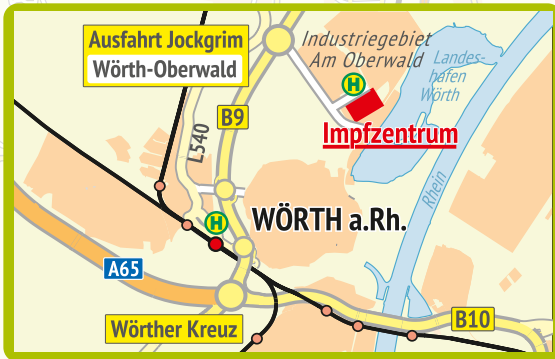 Ausfahrt Jockgrim
Wörth-Oberwald
Industriegebiet
Am Oberwald
Landes-
hafen
Wörth
H
B9
L540
Impfzentrum
Rhein
H
WÖRTH a.Rh.
A65
Wörther Kreuz
B10